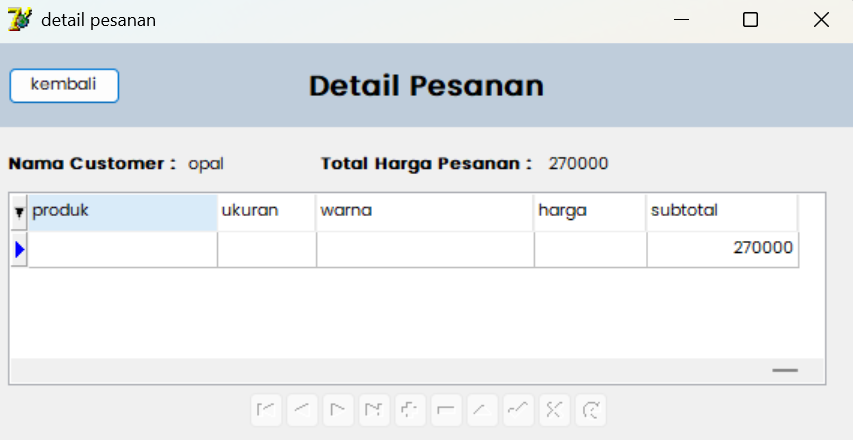 detail pesanan
kembali
Detail Pesanan
Nama Customer : opal Total Harga Pesanan : 270000
produk ukuran warna harga subtotal
270000